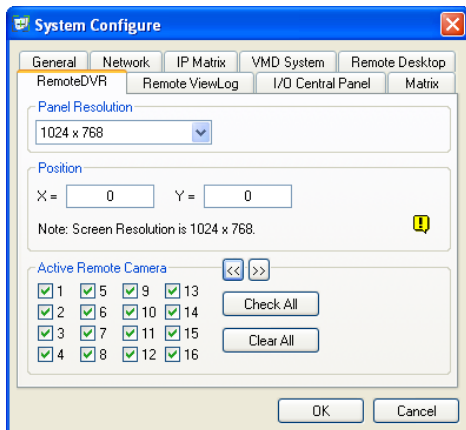 System Configure
General Network IP Matrix VMD System Remote Desktop
RemoteDVR Remote ViewLog I/O Central Panel Matrix
Panel Resolution
1024 x 768
Position
X = 0 Y = 0
Note: Screen Resolution is 1024 x 768.
Active Remote Camera << >>
1 5 9 13
2 6 10 14
3 7 11 15
4 8 12 16
Check All
Clear All
OK Cancel